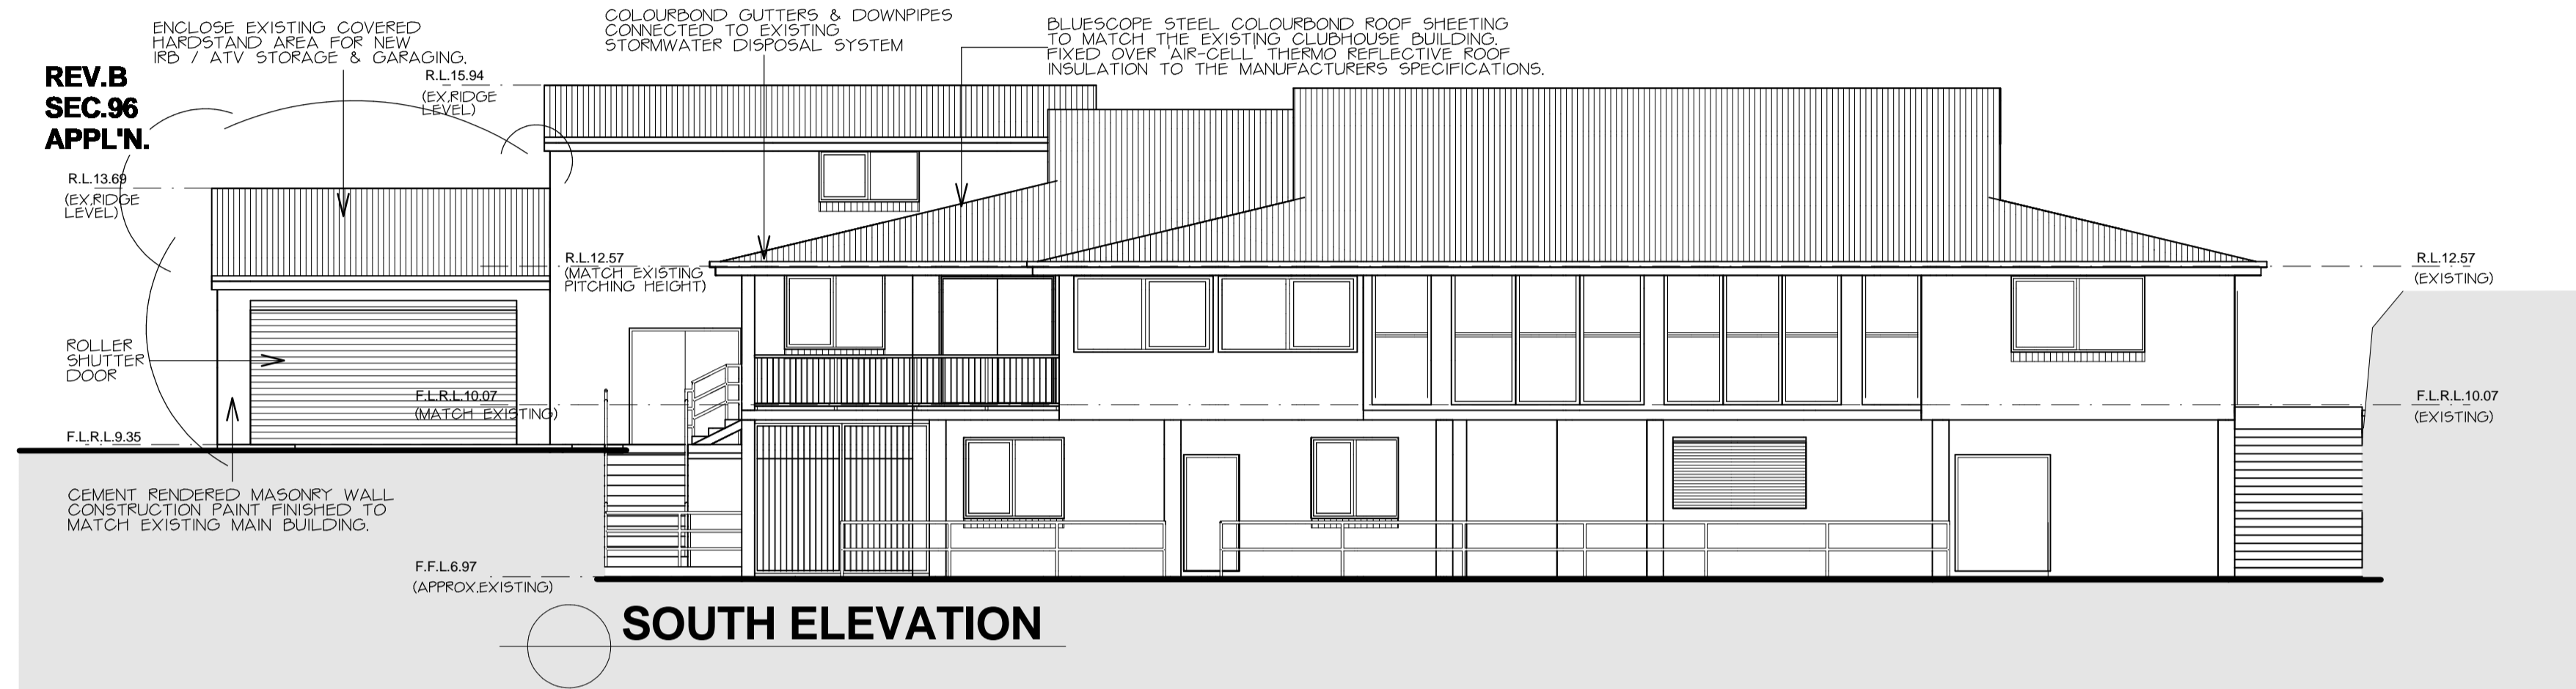 ENCLOSE EXISTING COVERED
HARDSTAND AREA FOR NEW
IRB / ATV STORAGE & GARAGING.
COLOURBOND GUTTERS & DOWNPIPES
CONNECTED TO EXISTING
STORMWATER DISPOSAL SYSTEM
BLUESCOPE STEEL COLOURBOND ROOF SHEETING
TO MATCH THE EXISTING CLUBHOUSE BUILDING.
FIXED OVER 'AIR-CELL' THERMO REFLECTIVE ROOF
INSULATION TO THE MANUFACTURERS SPECIFICATIONS.
REV.B
SEC.96
APPL'N.
R.L.15.94
(EX.RIDGE
LEVEL)
R.L.13.69
(EX.RIDGE
LEVEL)
R.L.12.57
(MATCH EXISTING
PITCHING HEIGHT)
R.L.12.57
(EXISTING)
ROLLER
SHUTTER
DOOR
F.L.R.L.10.07
(MATCH EXISTING)
F.L.R.L.10.07
(EXISTING)
F.L.R.L.9.35
CEMENT RENDERED MASONRY WALL
CONSTRUCTION PAINT FINISHED TO
MATCH EXISTING MAIN BUILDING.
F.F.L.6.97
(APPROX.EXISTING)
SOUTH ELEVATION